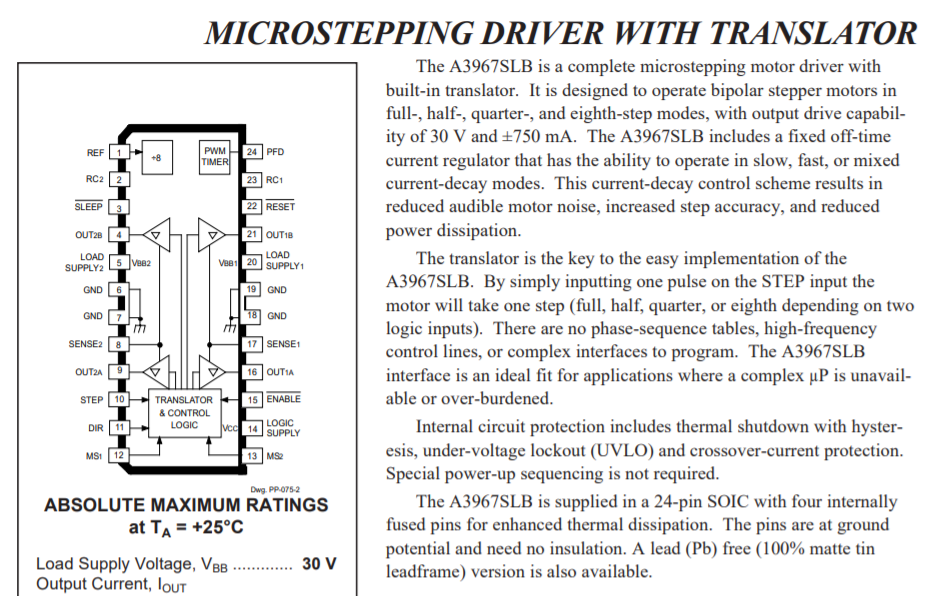 MICROSTEPPING DRIVER WITH TRANSLATOR
REF 1 ÷8 PWM TIMER 24 PFD
RC2 2 23 RC1
SLEEP 3 22 RESET
OUT2B 4 21 OUT1B
LOAD SUPPLY2 5 VBB2 VBB1 20 LOAD SUPPLY1
GND 6 19 GND
GND 7 18 GND
SENSE2 8 17 SENSE1
OUT2A 9 16 OUT1A
STEP 10 TRANSLATOR & CONTROL LOGIC 15 ENABLE
DIR 11 VCC 14 LOGIC SUPPLY
MS1 12 13 MS2
Dwg. PP-075-2
ABSOLUTE MAXIMUM RATINGS
at TA = +25°C
Load Supply Voltage, VBB ............. 30 V
Output Current, IOUT
The A3967SLB is a complete microstepping motor driver with
built-in translator. It is designed to operate bipolar stepper motors in
full-, half-, quarter-, and eighth-step modes, with output drive capabil-
ity of 30 V and ±750 mA. The A3967SLB includes a fixed off-time
current regulator that has the ability to operate in slow, fast, or mixed
current-decay modes. This current-decay control scheme results in
reduced audible motor noise, increased step accuracy, and reduced
power dissipation.
The translator is the key to the easy implementation of the
A3967SLB. By simply inputting one pulse on the STEP input the
motor will take one step (full, half, quarter, or eighth depending on two
logic inputs). There are no phase-sequence tables, high-frequency
control lines, or complex interfaces to program. The A3967SLB
interface is an ideal fit for applications where a complex µP is unavail-
able or over-burdened.
Internal circuit protection includes thermal shutdown with hyster-
esis, under-voltage lockout (UVLO) and crossover-current protection.
Special power-up sequencing is not required.
The A3967SLB is supplied in a 24-pin SOIC with four internally
fused pins for enhanced thermal dissipation. The pins are at ground
potential and need no insulation. A lead (Pb) free (100% matte tin
leadframe) version is also available.